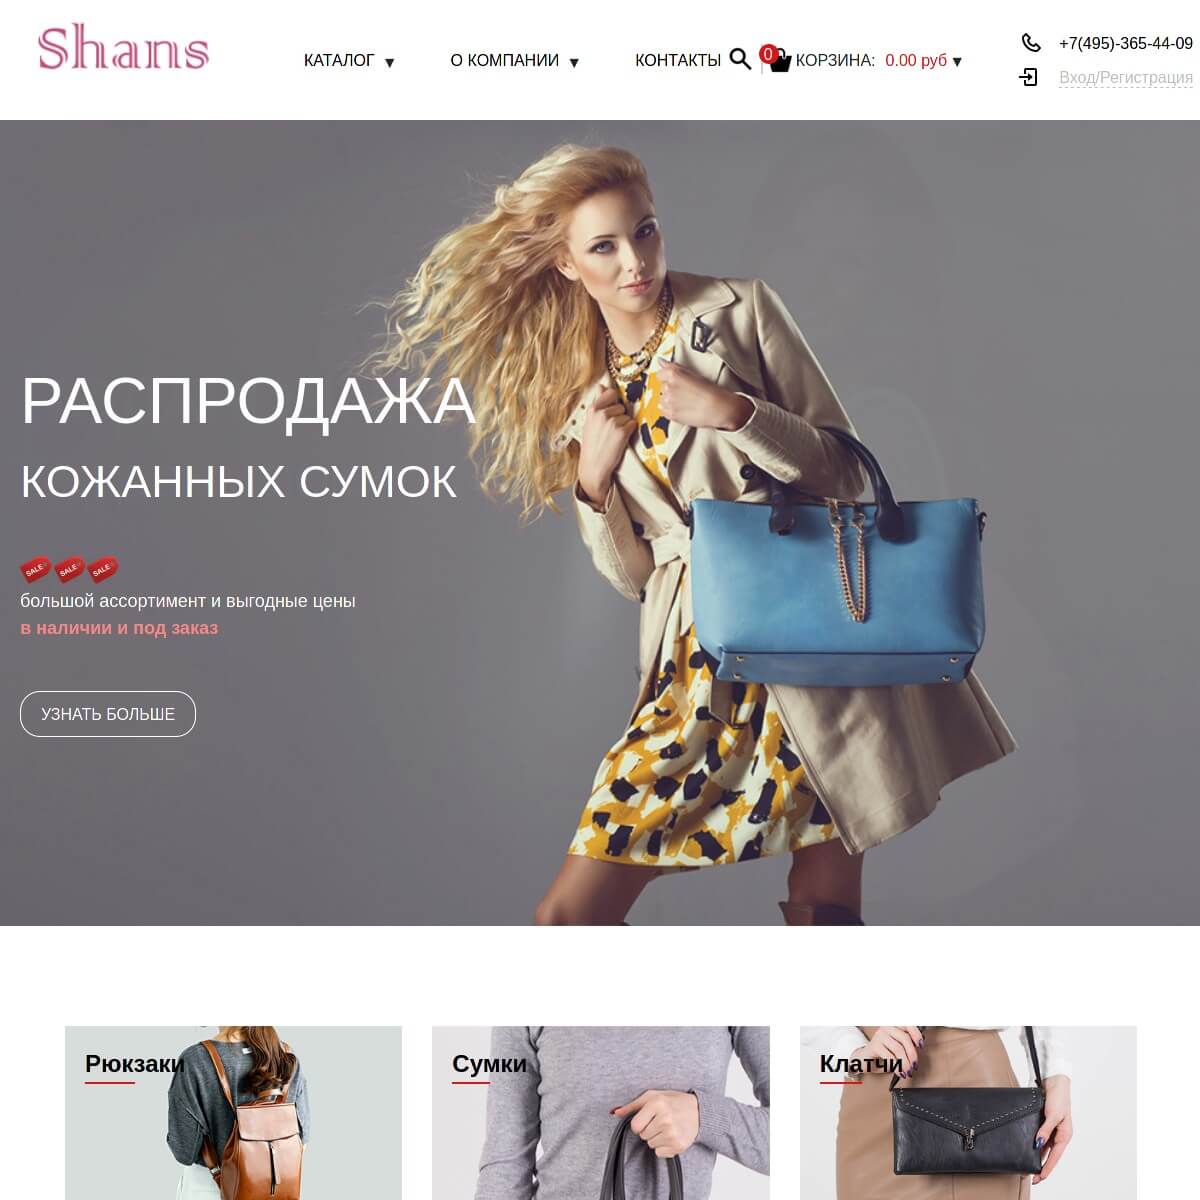 Shans
КАТАЛОГ ▼
О КОМПАНИИ ▼
КОНТАКТЫ
0
КОРЗИНА: 0.00 руб ▼
+7(495)-365-44-09
Вход/Регистрация
РАСПРОДАЖА
КОЖАННЫХ СУМОК
SALE SALE SALE
большой ассортимент и выгодные цены
в наличии и под заказ
УЗНАТЬ БОЛЬШЕ
Рюкзаки
Сумки
Клатчи